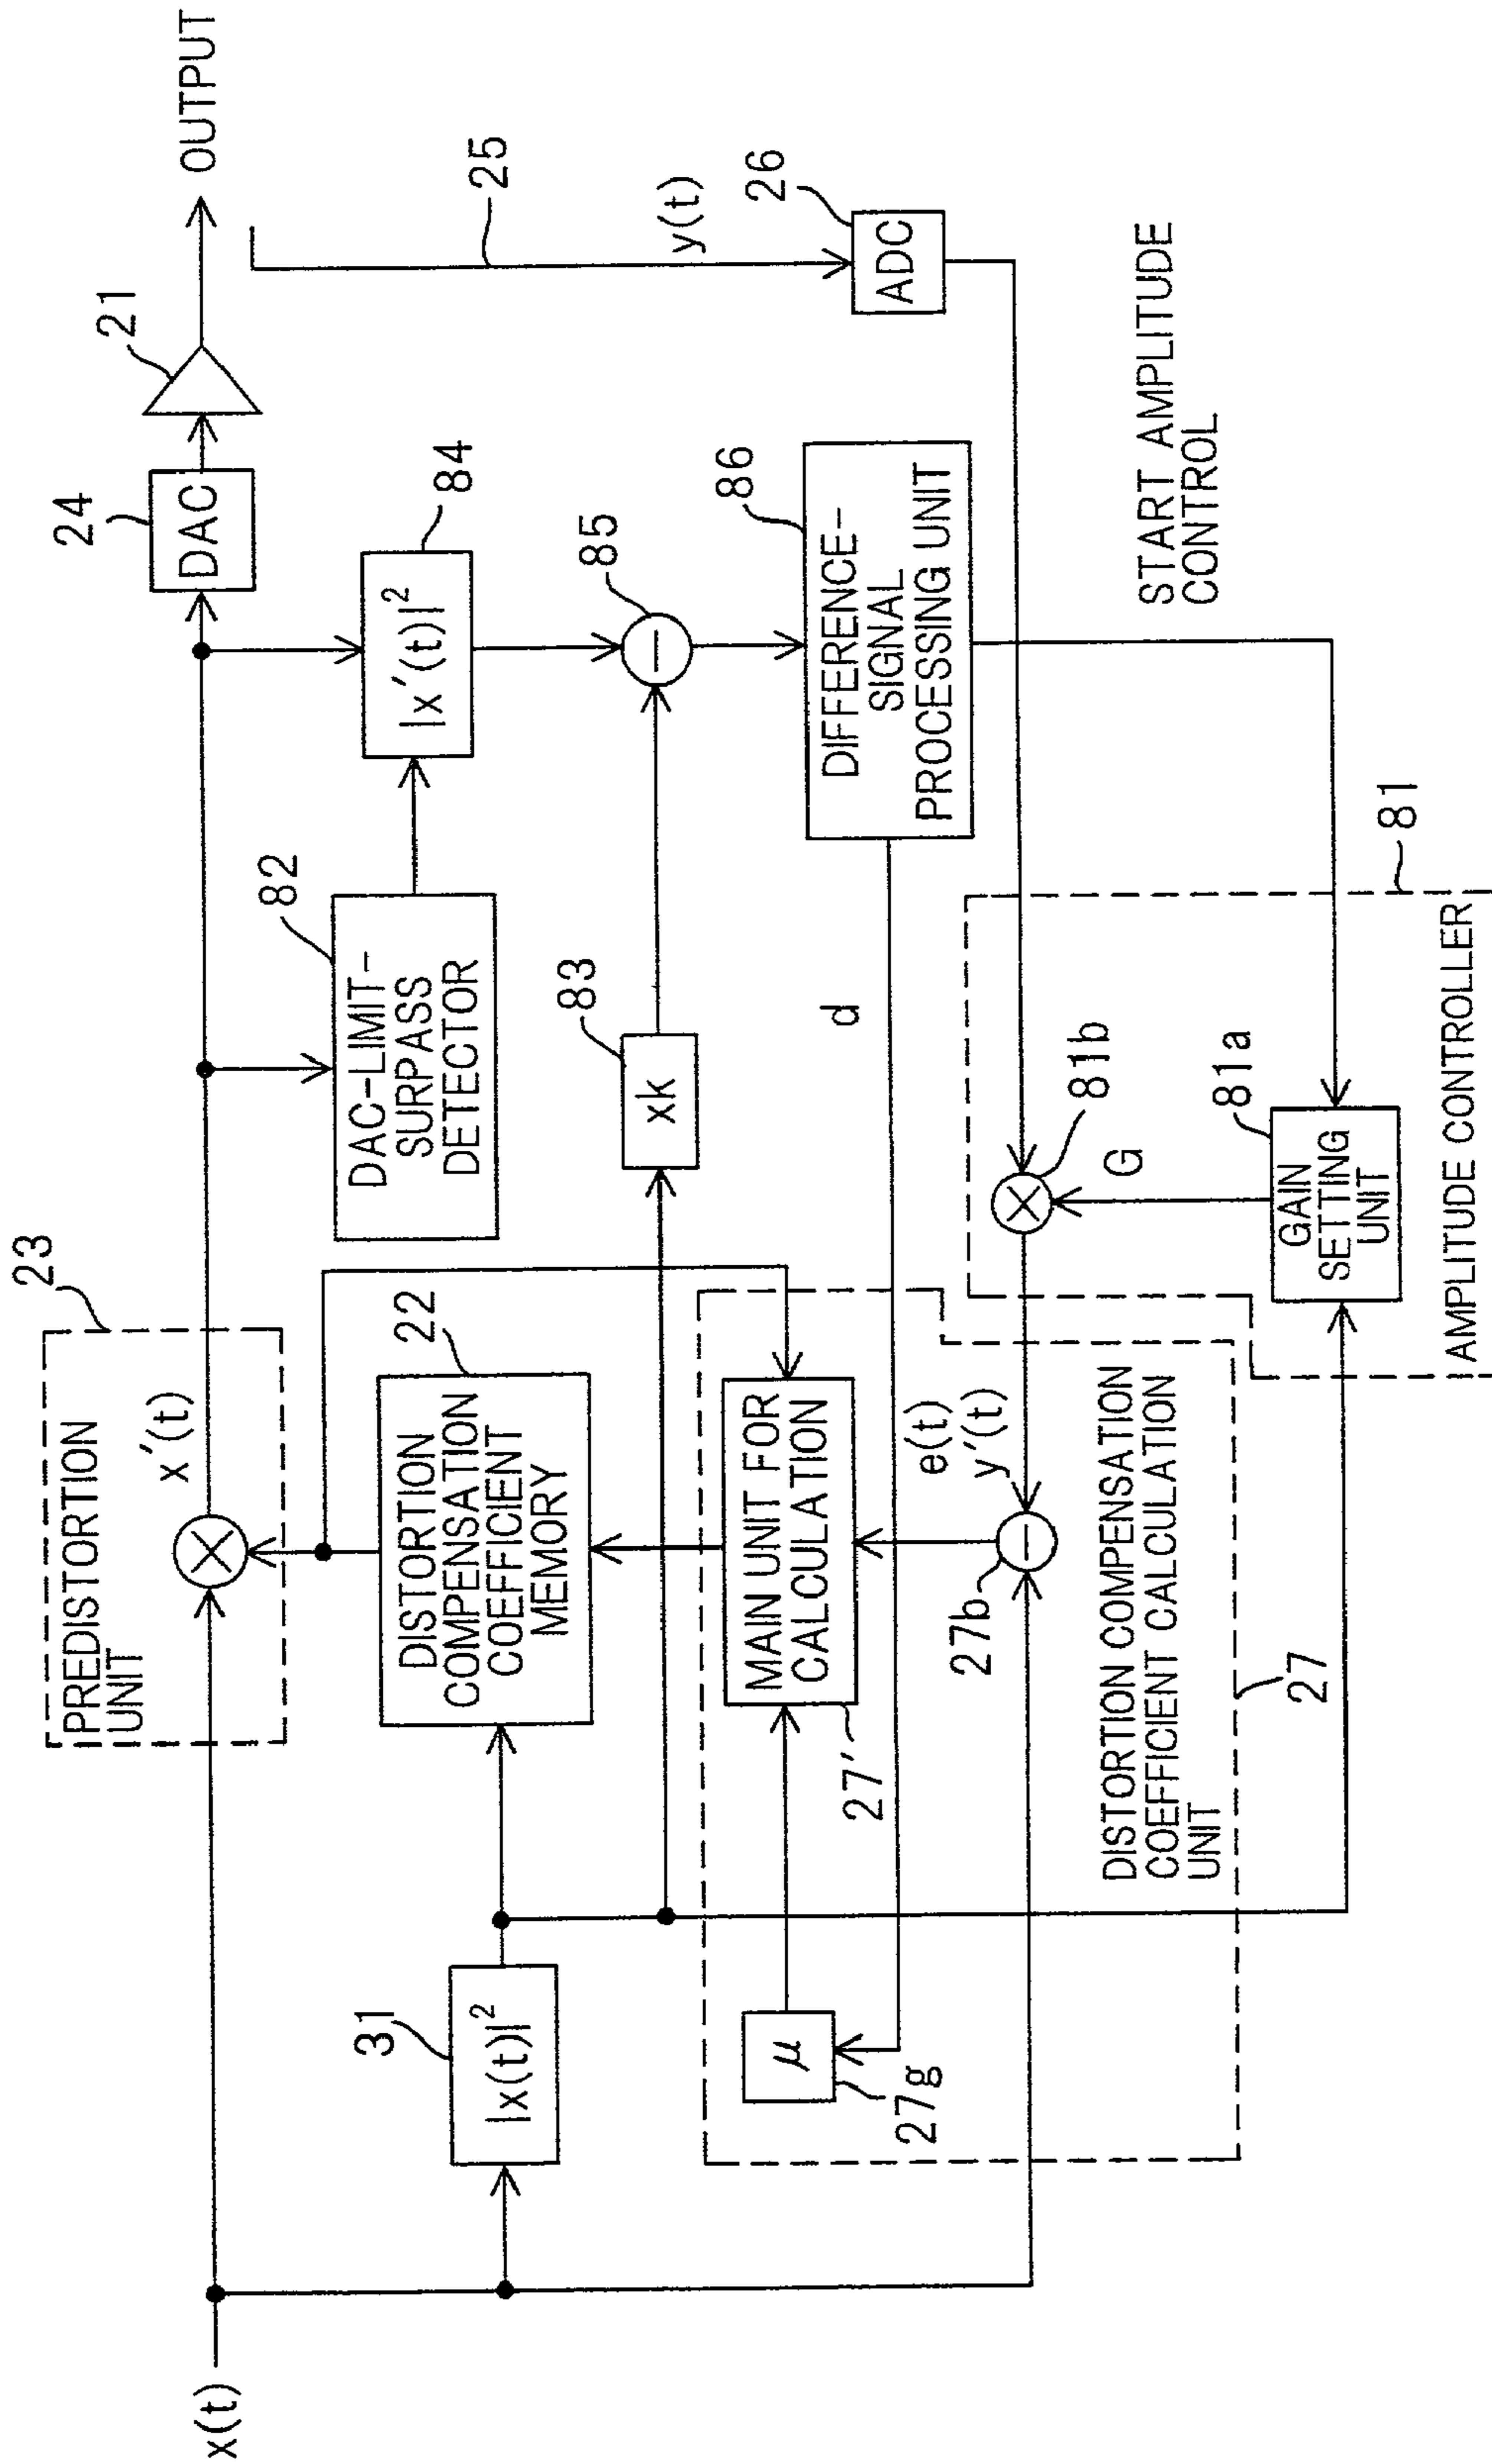 x(t)
PREDISTORTION
UNIT
23
x'(t)
24
DAC
21
OUTPUT
31
|x(t)|²
22
DISTORTION
COMPENSATION
COEFFICIENT
MEMORY
82
DAC-LIMIT-
SURPASS
DETECTOR
84
|x'(t)|²
25
y(t)
83
xk
85
26
ADC
27g
μ
27'
MAIN UNIT FOR
CALCULATION
86
DIFFERENCE-
SIGNAL
PROCESSING UNIT
d
27b
e(t)
y'(t)
81b
G
START AMPLITUDE
CONTROL
DISTORTION COMPENSATION
COEFFICIENT CALCULATION
UNIT
27
81a
GAIN
SETTING
UNIT
81
AMPLITUDE CONTROLLER